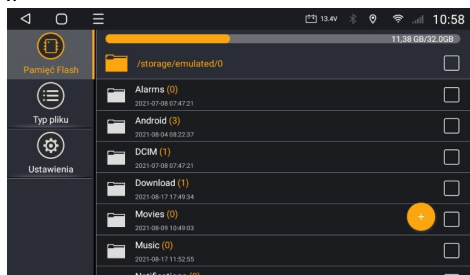 13.4V 10:58
11,38 GB/32.0GB
Pamięć Flash
Typ pliku
Ustawienia
/storage/emulated/0
Alarms (0)
2021-07-08 07:47:21
Android (3)
2021-08-04 08:22:37
DCIM (1)
2021-07-08 07:47:21
Download (1)
2021-08-17 17:49:34
Movies (0)
2021-08-09 10:49:03
Music (0)
2021-08-17 11:52:55
Notifications (0)